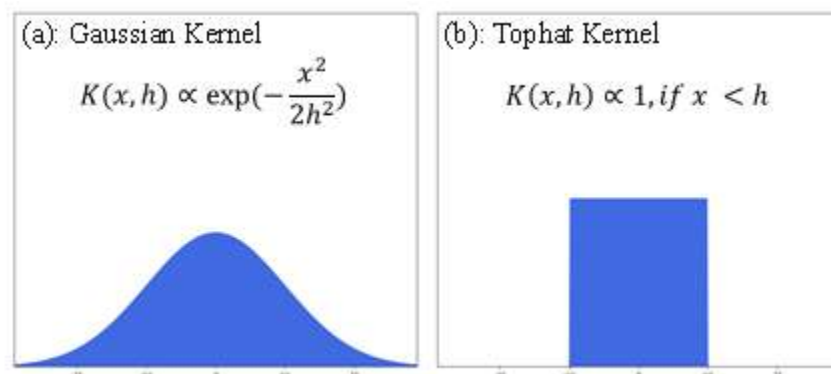 (a): Gaussian Kernel
K(x, h) ∝ exp(−x²/2h²)
(b): Tophat Kernel
K(x, h) ∝ 1, if x < h